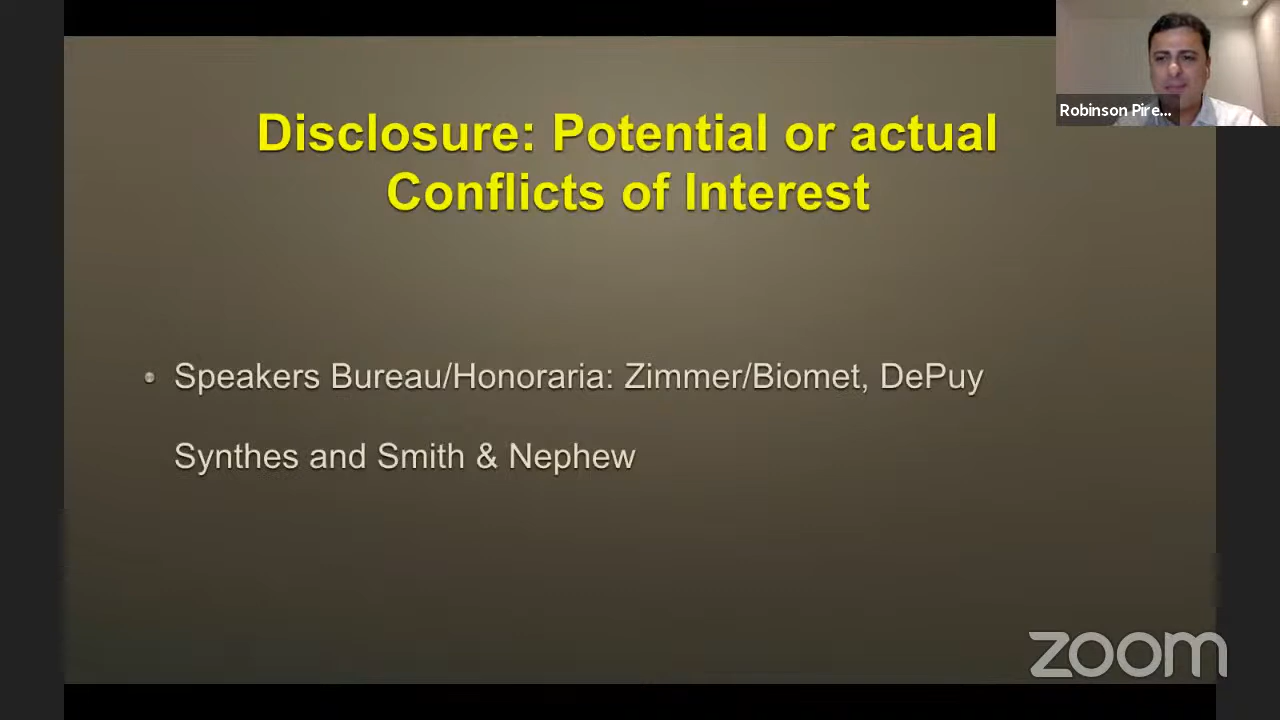 Robinson Pire...
Disclosure: Potential or actual
Conflicts of Interest
• Speakers Bureau/Honoraria: Zimmer/Biomet, DePuy
Synthes and Smith & Nephew
zoom